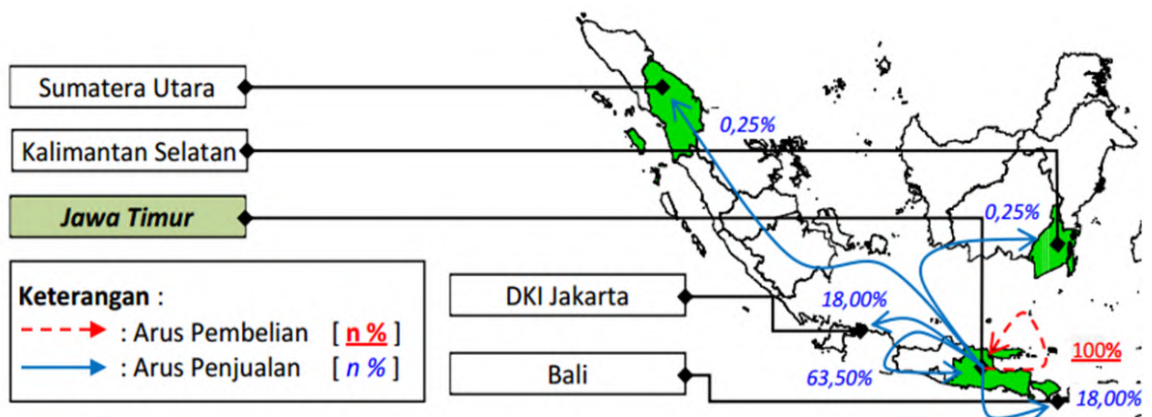 Sumatera Utara
0,25%
Kalimantan Selatan
Jawa Timur
0,25%
Keterangan :
: Arus Pembelian [ n % ]
: Arus Penjualan [ n % ]
DKI Jakarta
18,00%
Bali
63,50%
100%
18,00%